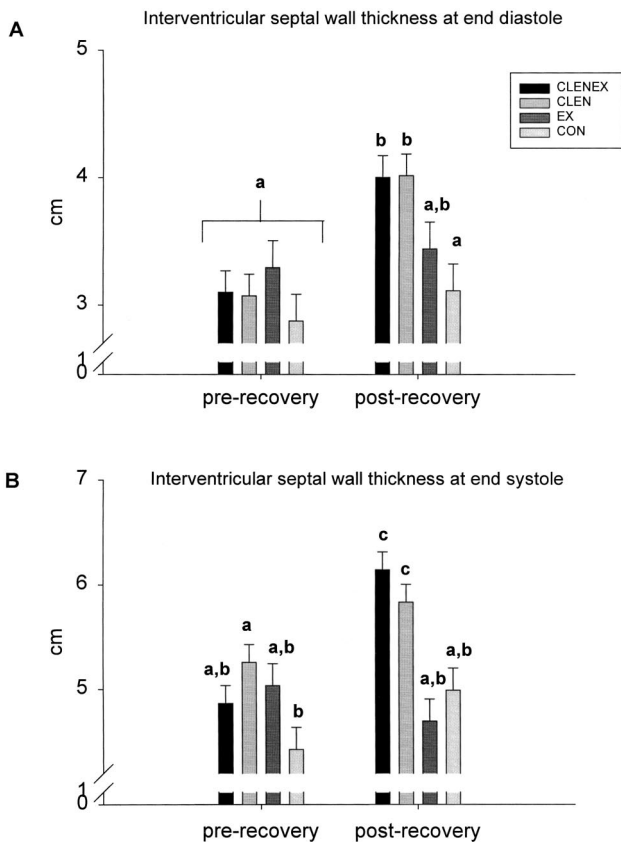 A
Interventricular septal wall thickness at end diastole
5
CLENEX
CLEN
EX
CON
b b
4
a
a,b
a
cm
3
1
0
pre-recovery post-recovery
B
Interventricular septal wall thickness at end systole
7
c
c
6
a
a,b a,b
a,b
a,b
b
cm
5
1
0
pre-recovery post-recovery